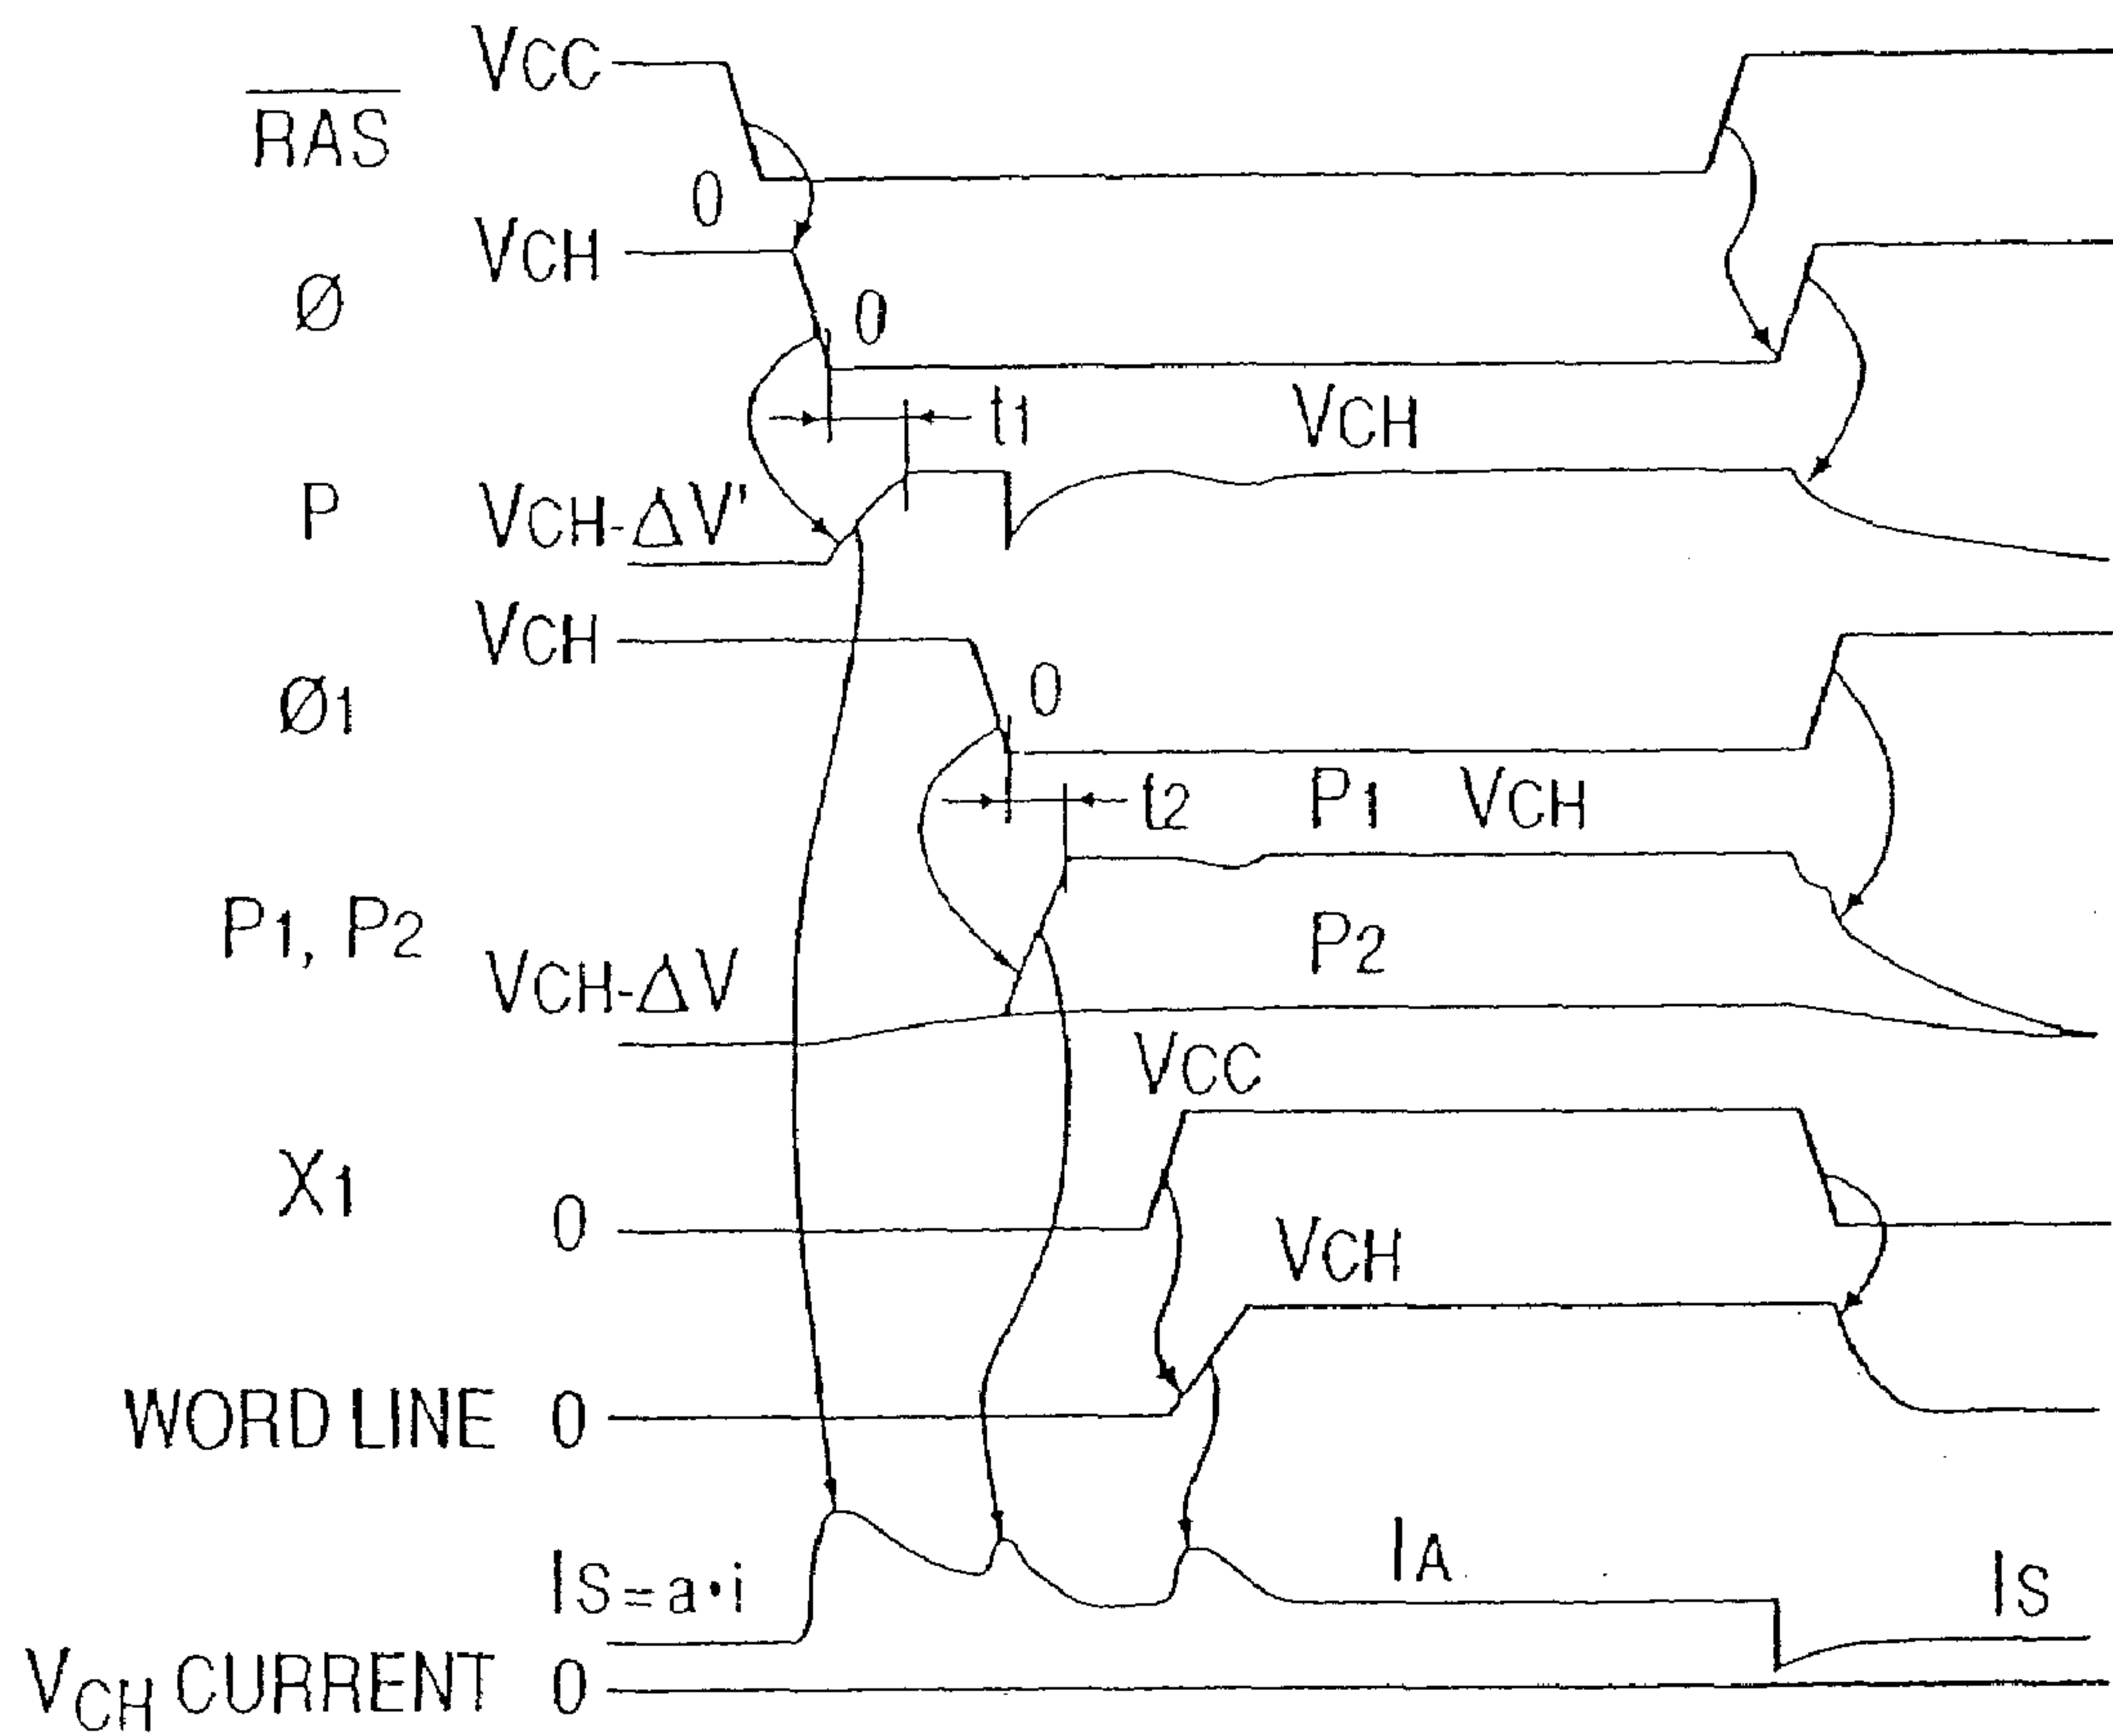 VCC
RAS
0
VCH
Ø
0
t1
VCH
P
VCH-ΔV'
VCH
Ø1
0
t2
P1 VCH
P1, P2
P2
VCH-ΔV
VCC
X1
0
VCH
WORD LINE 0
IS=a•i
IA
IS
VCH CURRENT 0